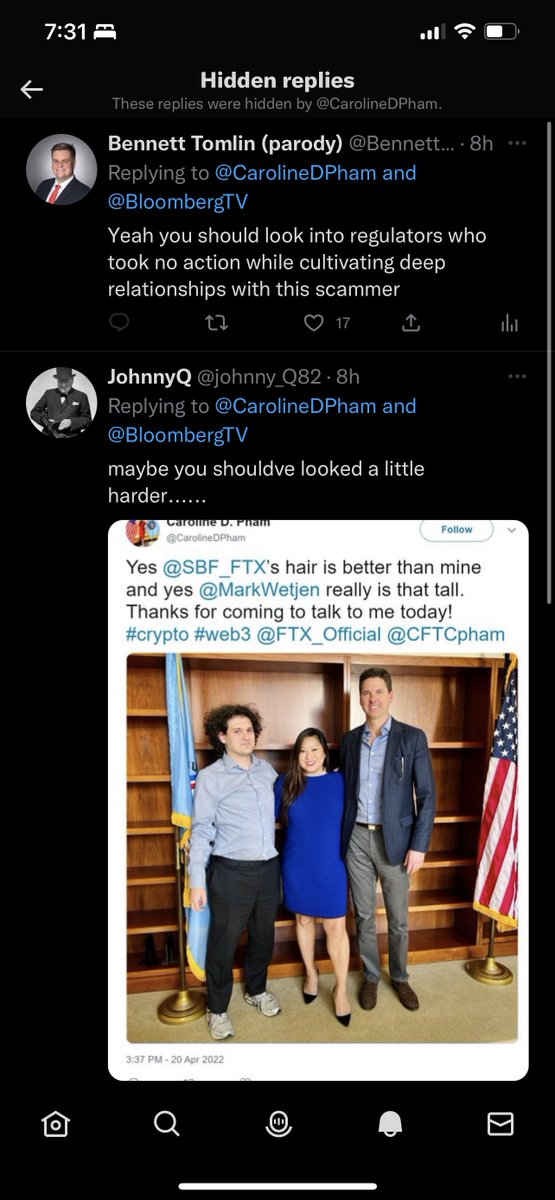 7:31
Hidden replies
These replies were hidden by @CarolineDPham.
Bennett Tomlin (parody) @Bennett... · 8h
Replying to @CarolineDPham and
@BloombergTV
Yeah you should look into regulators who
took no action while cultivating deep
relationships with this scammer
17
JohnnyQ @johnny_Q82 · 8h
Replying to @CarolineDPham and
@BloombergTV
maybe you shouldve looked a little
harder......
Caroline D. Pham
@CarolineDPham
Follow
Yes @SBF_FTX's hair is better than mine
and yes @MarkWetjen really is that tall.
Thanks for coming to talk to me today!
#crypto #web3 @FTX_Official @CFTCpham
3:37 PM - 20 Apr 2022